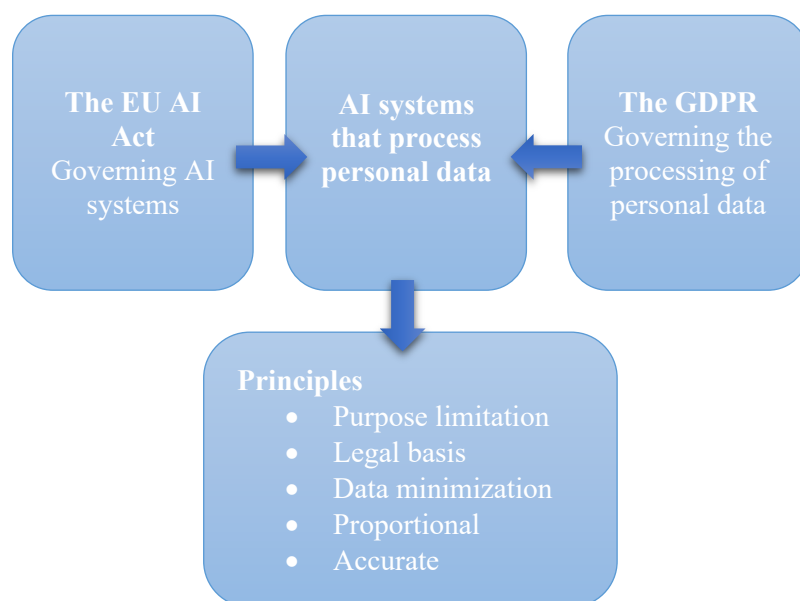 The EU AI
Act
Governing AI
systems
AI systems
that process
personal data
The GDPR
Governing the
processing of
personal data
Principles
• Purpose limitation
• Legal basis
• Data minimization
• Proportional
• Accurate